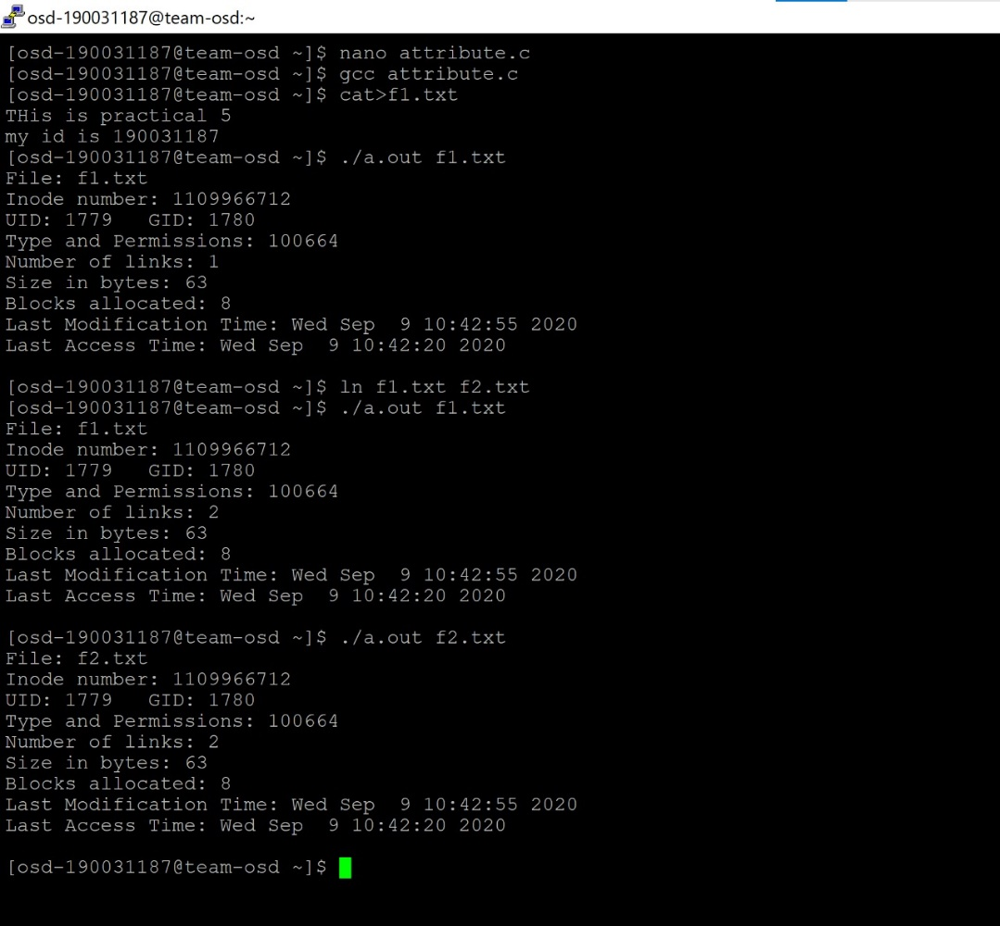 osd-190031187@team-osd:~
[osd-190031187@team-osd ~]$ nano attribute.c
[osd-190031187@team-osd ~]$ gcc attribute.c
[osd-190031187@team-osd ~]$ cat>f1.txt
THis is practical 5
my id is 190031187
[osd-190031187@team-osd ~]$ ./a.out f1.txt
File: f1.txt
Inode number: 1109966712
UID: 1779   GID: 1780
Type and Permissions: 100664
Number of links: 1
Size in bytes: 63
Blocks allocated: 8
Last Modification Time: Wed Sep  9 10:42:55 2020
Last Access Time: Wed Sep  9 10:42:20 2020
[osd-190031187@team-osd ~]$ ln f1.txt f2.txt
[osd-190031187@team-osd ~]$ ./a.out f1.txt
File: f1.txt
Inode number: 1109966712
UID: 1779   GID: 1780
Type and Permissions: 100664
Number of links: 2
Size in bytes: 63
Blocks allocated: 8
Last Modification Time: Wed Sep  9 10:42:55 2020
Last Access Time: Wed Sep  9 10:42:20 2020
[osd-190031187@team-osd ~]$ ./a.out f2.txt
File: f2.txt
Inode number: 1109966712
UID: 1779   GID: 1780
Type and Permissions: 100664
Number of links: 2
Size in bytes: 63
Blocks allocated: 8
Last Modification Time: Wed Sep  9 10:42:55 2020
Last Access Time: Wed Sep  9 10:42:20 2020
[osd-190031187@team-osd ~]$